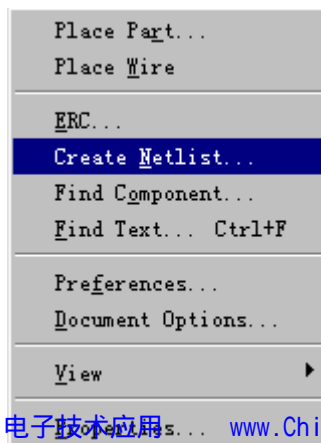 Place Part...
Place Wire
ERC...
Create Netlist...
Find Component...
Find Text... Ctrl+F
Preferences...
Document Options...
View
Properties...
电子技术应用 www.Chi